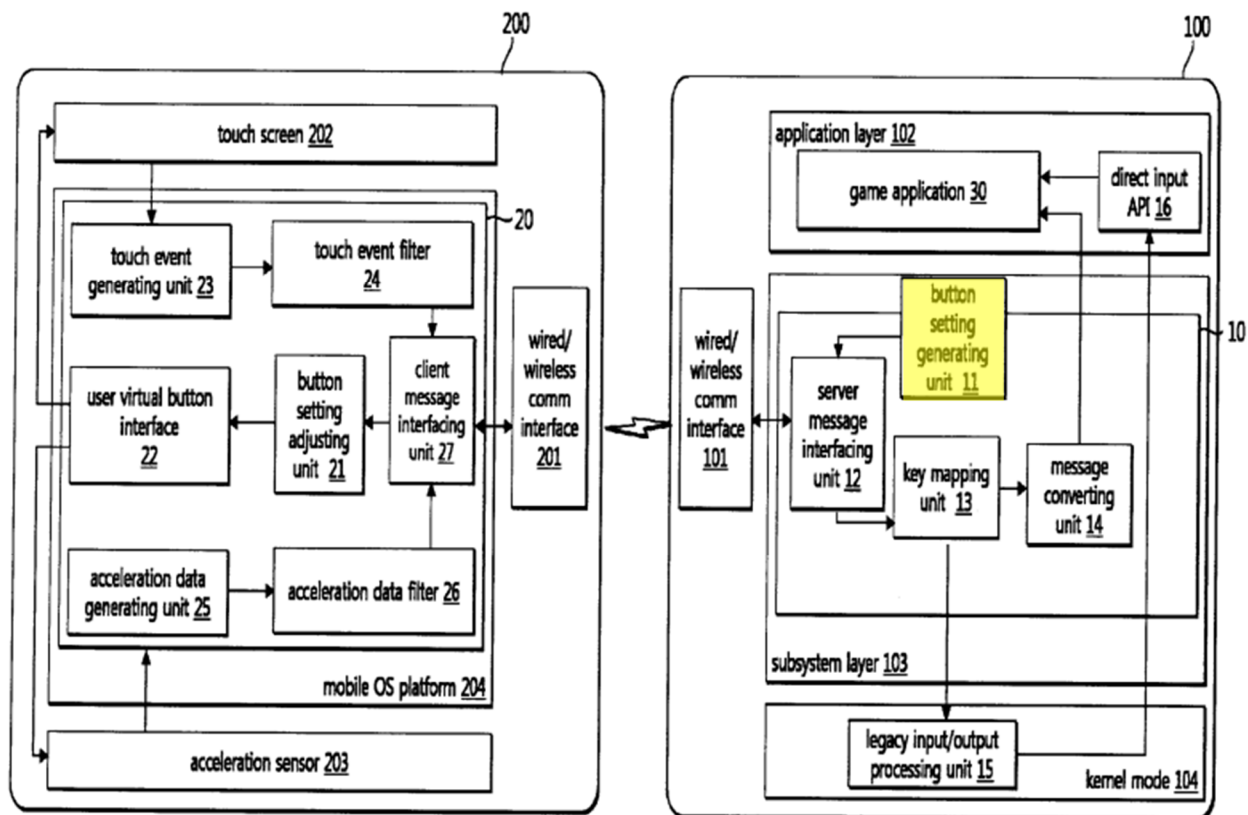 200
100
touch screen 202
20
touch event
generating unit 23
touch event filter
24
user virtual button
interface
22
button
setting
adjusting
unit 21
client
message
interfacing
unit 27
wired/
wireless
comm
interface
201
acceleration data
generating unit 25
acceleration data filter 26
mobile OS platform 204
acceleration sensor 203
application layer 102
game application 30
direct input
API 16
wired/
wireless
comm
interface
101
button
setting
generating
unit 11
10
server
message
interfacing
unit 12
key mapping
unit 13
message
converting
unit 14
subsystem layer 103
legacy input/output
processing unit 15
kernel mode 104